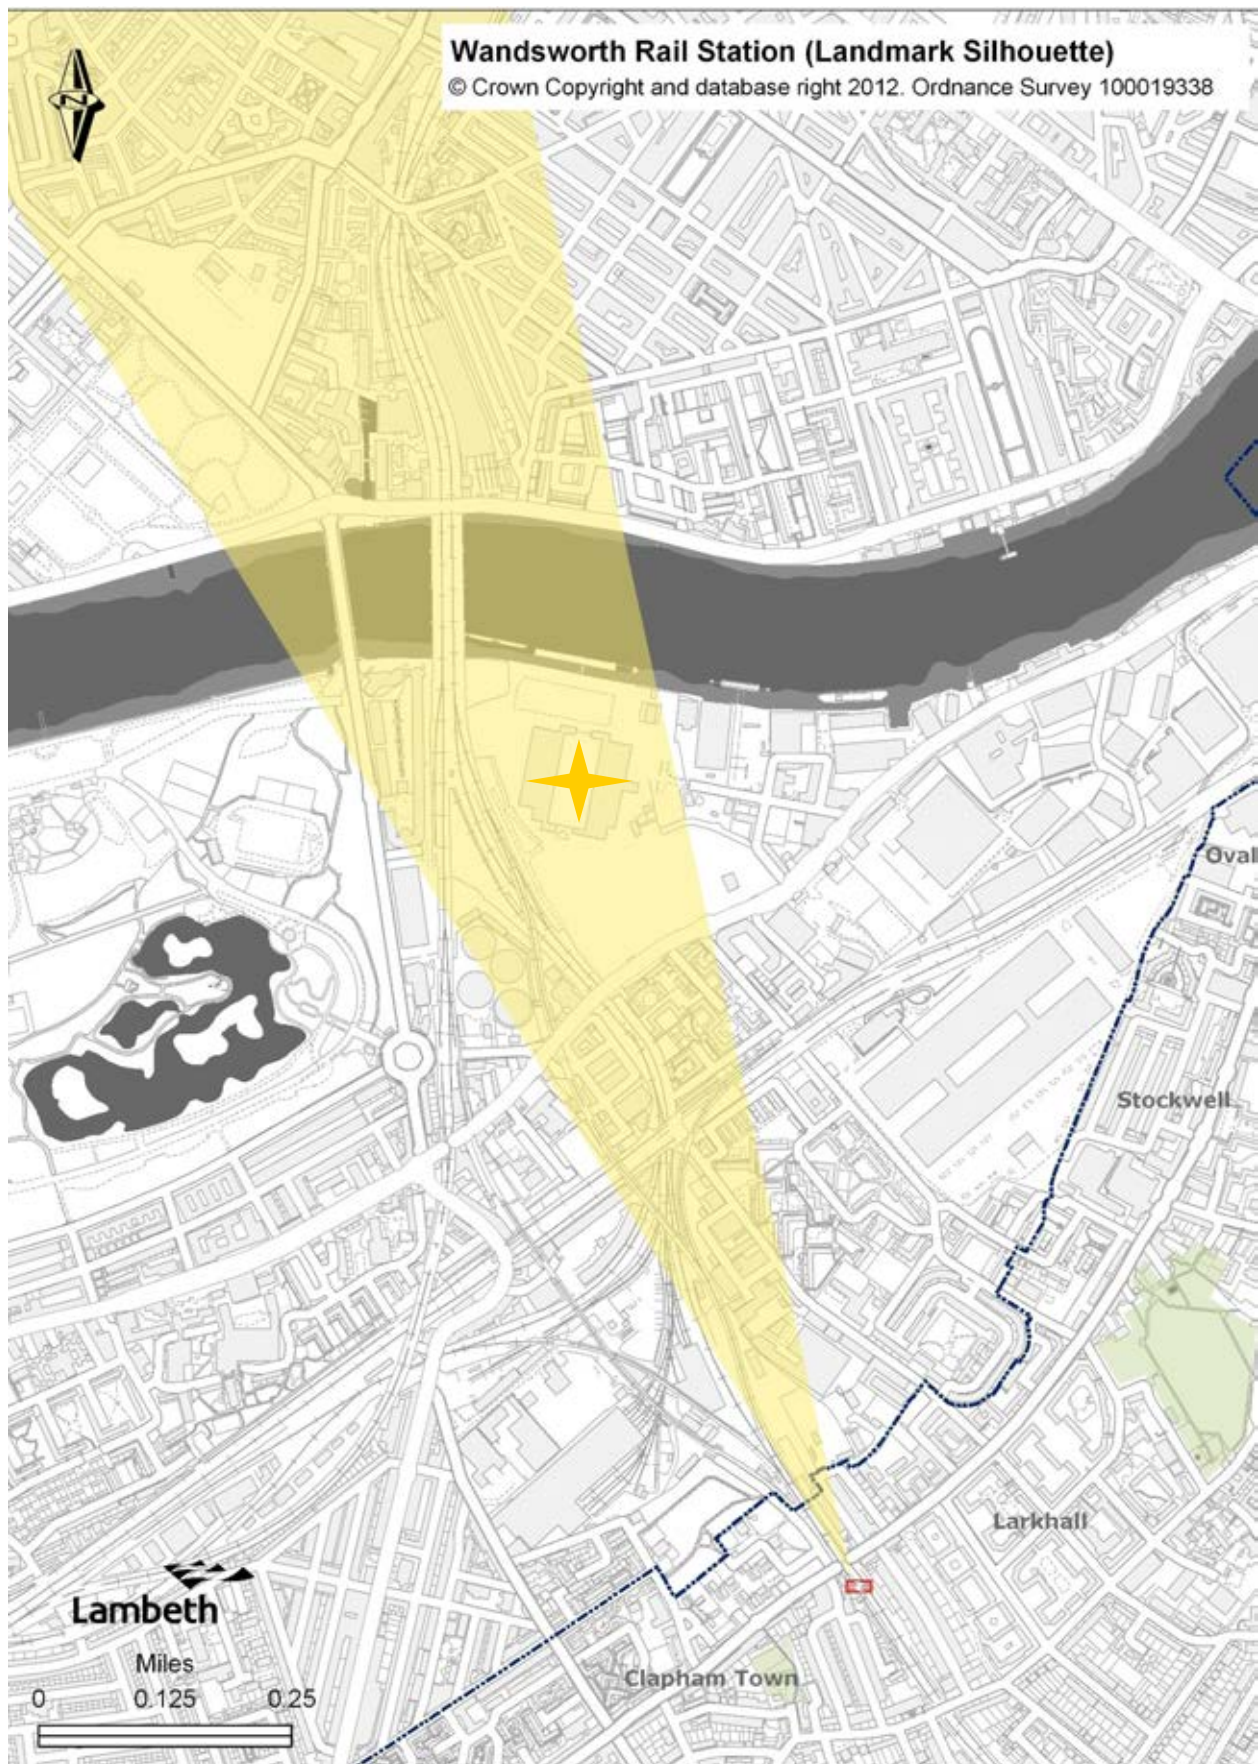 Wandsworth Rail Station (Landmark Silhouette)
© Crown Copyright and database right 2012. Ordnance Survey 100019338
N
Oval
Stockwell
Larkhall
Lambeth
Miles
0 0.125 0.25
Clapham Town